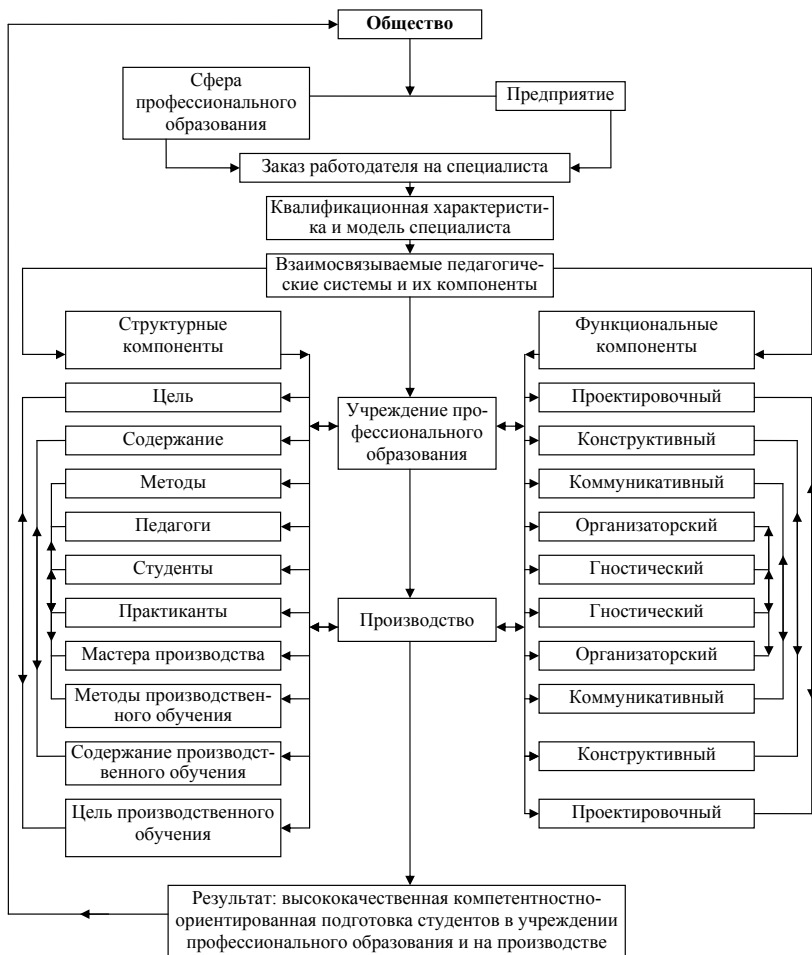 Общество
Сфера
профессионального
образования
Предприятие
Заказ работодателя на специалиста
Квалификационная характеристи-
ка и модель специалиста
Взаимосвязываемые педагогиче-
ские системы и их компоненты
Структурные
компоненты
Функциональные
компоненты
Цель
Содержание
Методы
Педагоги
Студенты
Практиканты
Мастера производства
Методы производствен-
ного обучения
Содержание производст-
венного обучения
Цель производственного
обучения
Учреждение про-
фессионального
образования
Производство
Проектировочный
Конструктивный
Коммуникативный
Организаторский
Гностический
Гностический
Организаторский
Коммуникативный
Конструктивный
Проектировочный
Результат: высококачественная компетентностно-
ориентированная подготовка студентов в учреждении
профессионального образования и на производстве